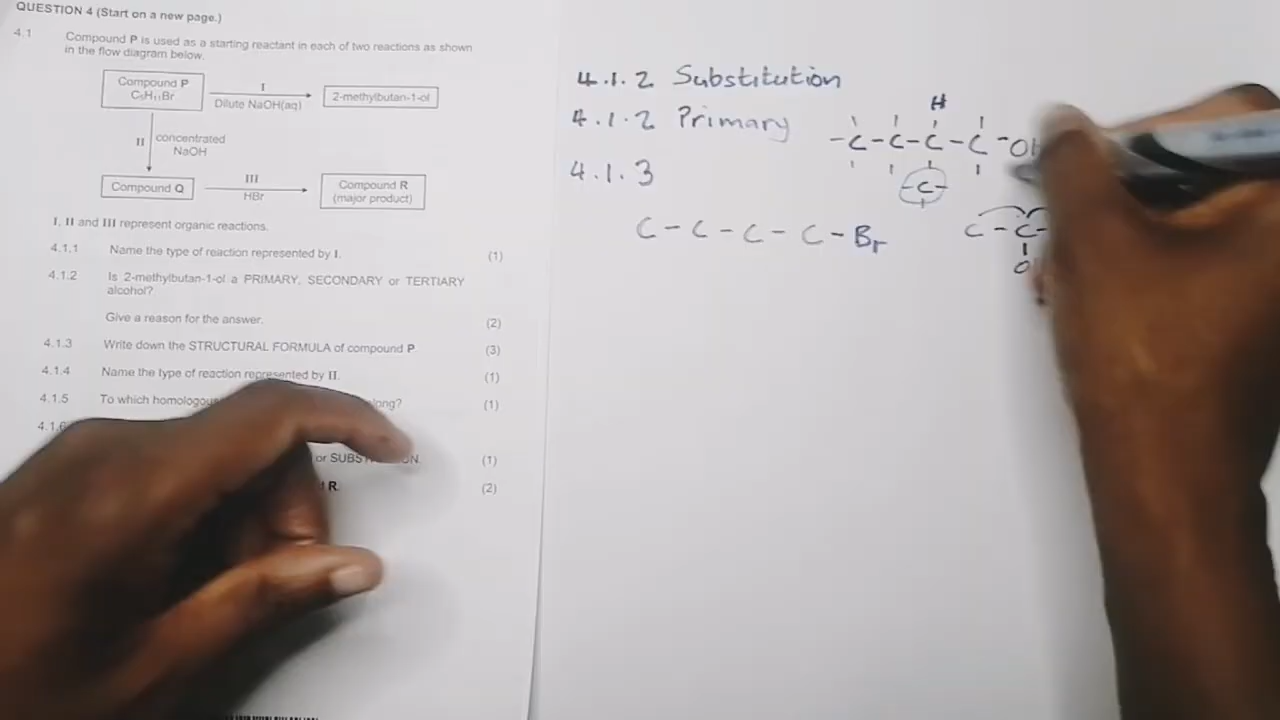 QUESTION 4 (Start on a new page.)
4.1 Compound P is used as a starting reactant in each of two reactions as shown
in the flow diagram below.
Compound P
C₅H₁₁Br
I
Dilute NaOH(aq)
2-methylbutan-1-ol
II
concentrated
NaOH
Compound Q
III
HBr
Compound R
(major product)
I, II and III represent organic reactions.
4.1.1 Name the type of reaction represented by I. (1)
4.1.2 Is 2-methylbutan-1-ol a PRIMARY, SECONDARY or TERTIARY
alcohol?
Give a reason for the answer. (2)
4.1.3 Write down the STRUCTURAL FORMULA of compound P. (3)
4.1.4 Name the type of reaction represented by II. (1)
4.1.5 To which homologous (1)
4.1.6
or (1)
R. (2)
4.1.2 Substitution
4.1.2 Primary
4.1.3
H
-C-C-C-C-OH
-C-
C-C-C-C-Br
C-C-